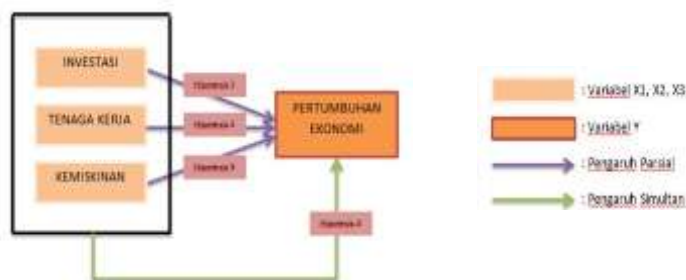 INVESTASI
TENAGA KERJA
KEMISKINAN
PERTUMBUHAN
EKONOMI
: Variabel X1, X2, X3
: Variabel Y
: Pengaruh Parsial
: Pengaruh Simultan